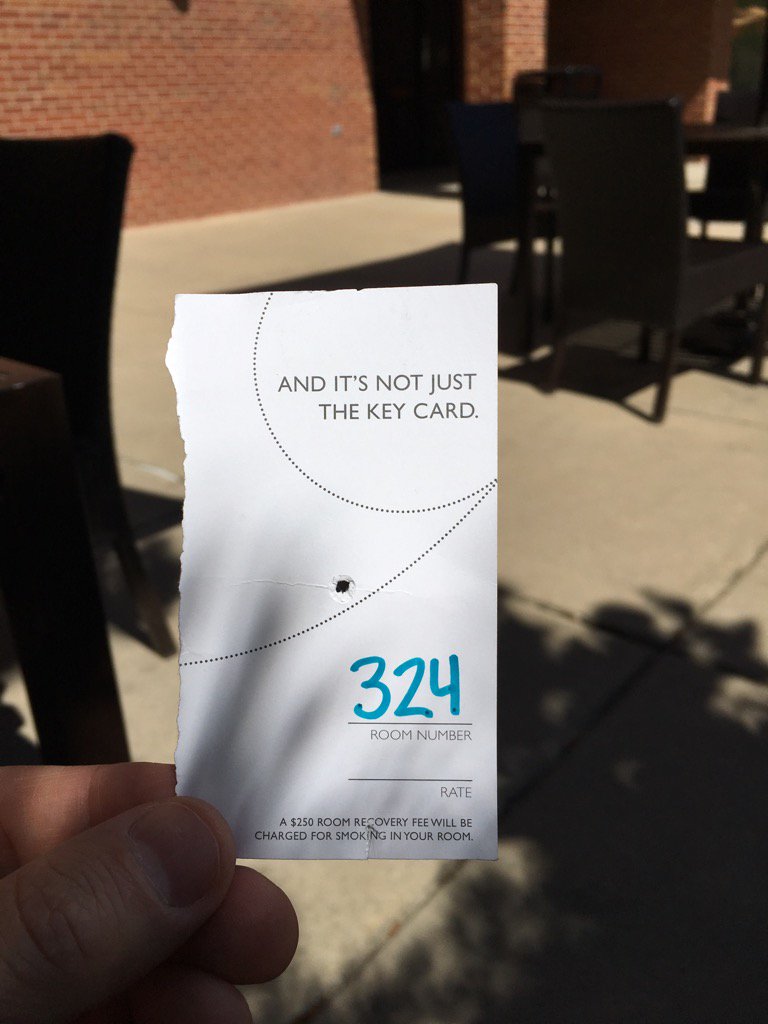 AND IT'S NOT JUST
THE KEY CARD.
324
ROOM NUMBER
RATE
A $250 ROOM RECOVERY FEE WILL BE
CHARGED FOR SMOKING IN YOUR ROOM.